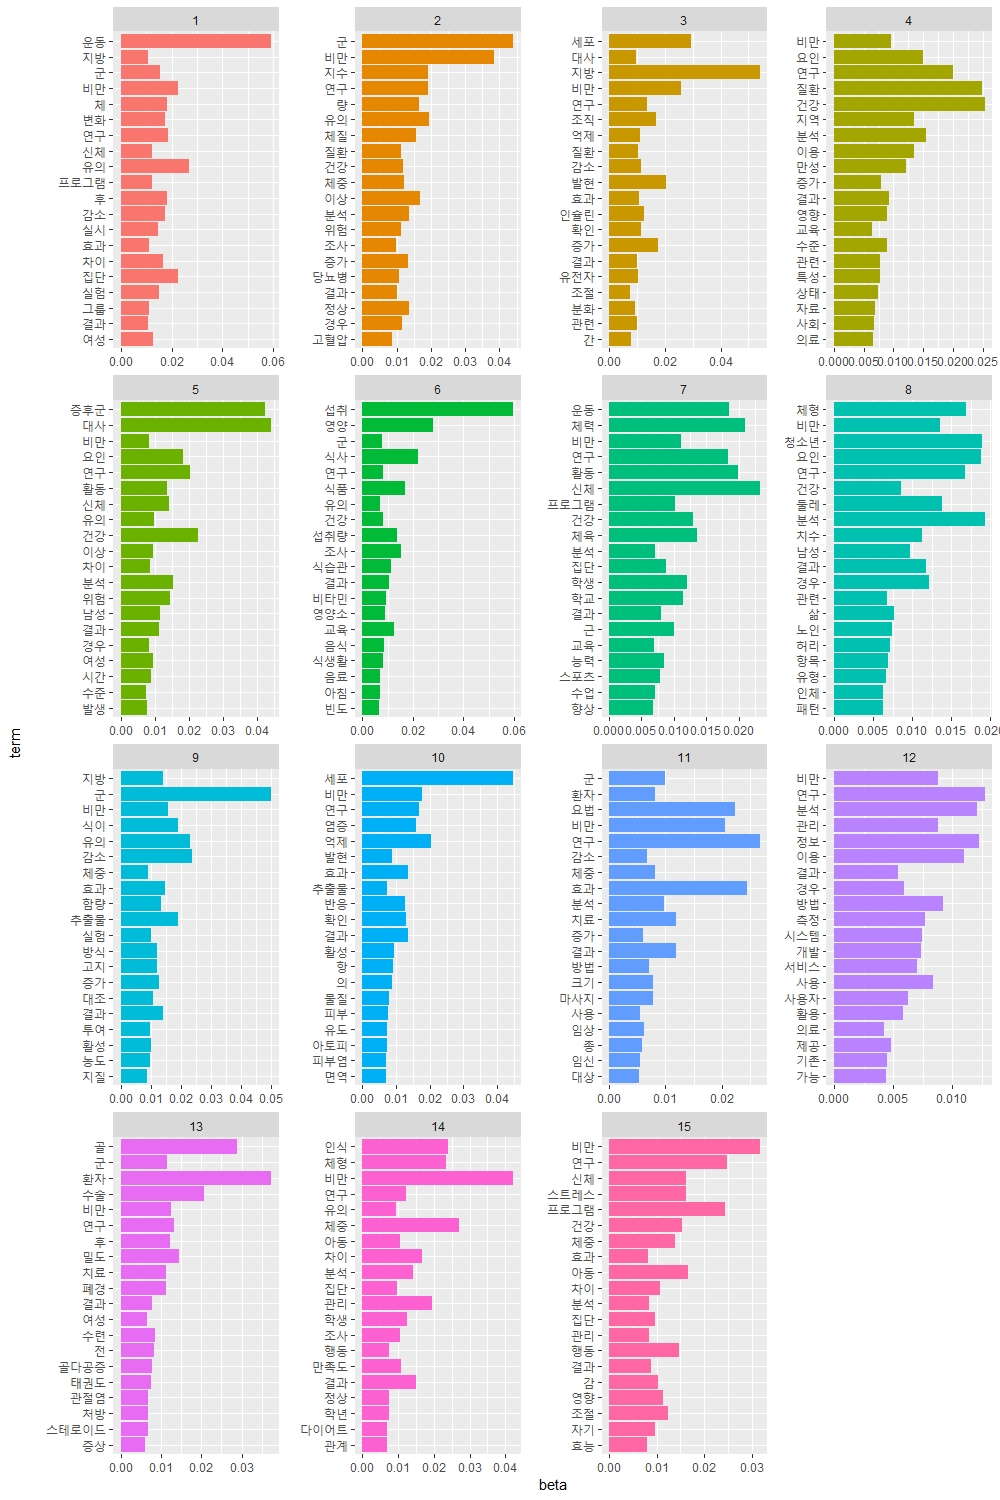 1
운동
지방
군
비만
체
변화
연구
신체
유의
프로그램
후
감소
실시
효과
차이
집단
실험
그룹
결과
여성
0.00 0.02 0.04 0.06
2
군
비만
지수
연구
량
유의
체질
질환
건강
체중
이상
분석
위험
조사
증가
당뇨병
결과
정상
경우
고혈압
0.00 0.01 0.02 0.03 0.04
3
세포
대사
지방
비만
연구
조직
억제
질환
감소
발현
효과
인슐린
확인
증가
결과
유전자
조절
분화
관련
간
0.00 0.02 0.04
4
비만
요인
연구
질환
건강
지역
분석
이용
만성
증가
결과
영향
교육
수준
관련
특성
상태
자료
사회
의료
0.0000.0050.0100.0150.0200.025
5
증후군
대사
비만
요인
연구
활동
신체
유의
건강
이상
차이
분석
위험
남성
결과
경우
여성
시간
수준
발생
0.00 0.01 0.02 0.03 0.04
6
섭취
영양
군
식사
연구
식품
유의
건강
섭취량
조사
식습관
결과
비타민
영양소
교육
음식
식생활
음료
아침
빈도
0.00 0.02 0.04 0.06
7
운동
체력
비만
연구
활동
신체
프로그램
건강
체육
분석
집단
학생
학교
결과
근
교육
능력
스포츠
수업
향상
0.0000.0050.0100.0150.020
8
체형
비만
청소년
요인
연구
건강
둘레
분석
치수
남성
결과
경우
관련
삶
노인
허리
항목
유형
인체
패턴
0.000 0.005 0.010 0.015 0.020
term
9
지방
군
비만
식이
유의
감소
체중
효과
함량
추출물
실험
방식
고지
증가
대조
결과
투여
활성
농도
지질
0.00 0.01 0.02 0.03 0.04 0.05
10
세포
비만
연구
염증
억제
발현
효과
추출물
반응
확인
결과
활성
항
의
물질
피부
유도
아토피
피부염
면역
0.00 0.01 0.02 0.03 0.04
11
군
환자
요법
비만
연구
감소
체중
효과
분석
치료
증가
결과
방법
크기
마사지
사용
임상
종
임신
대상
0.00 0.01 0.02
12
비만
연구
분석
관리
정보
이용
결과
경우
방법
측정
시스템
개발
서비스
사용
사용자
활용
의료
제공
기존
가능
0.000 0.005 0.010
13
골
군
환자
수술
비만
연구
후
밀도
치료
폐경
결과
여성
수련
전
골다공증
태권도
관절염
처방
스테로이드
증상
0.00 0.01 0.02 0.03
14
인식
체형
비만
연구
유의
체중
아동
차이
분석
집단
관리
학생
조사
행동
만족도
결과
정상
학년
다이어트
관계
0.00 0.01 0.02 0.03 0.04
15
비만
연구
신체
스트레스
프로그램
건강
체중
효과
아동
차이
분석
집단
관리
행동
결과
감
영향
조절
자기
효능
0.00 0.01 0.02 0.03
beta